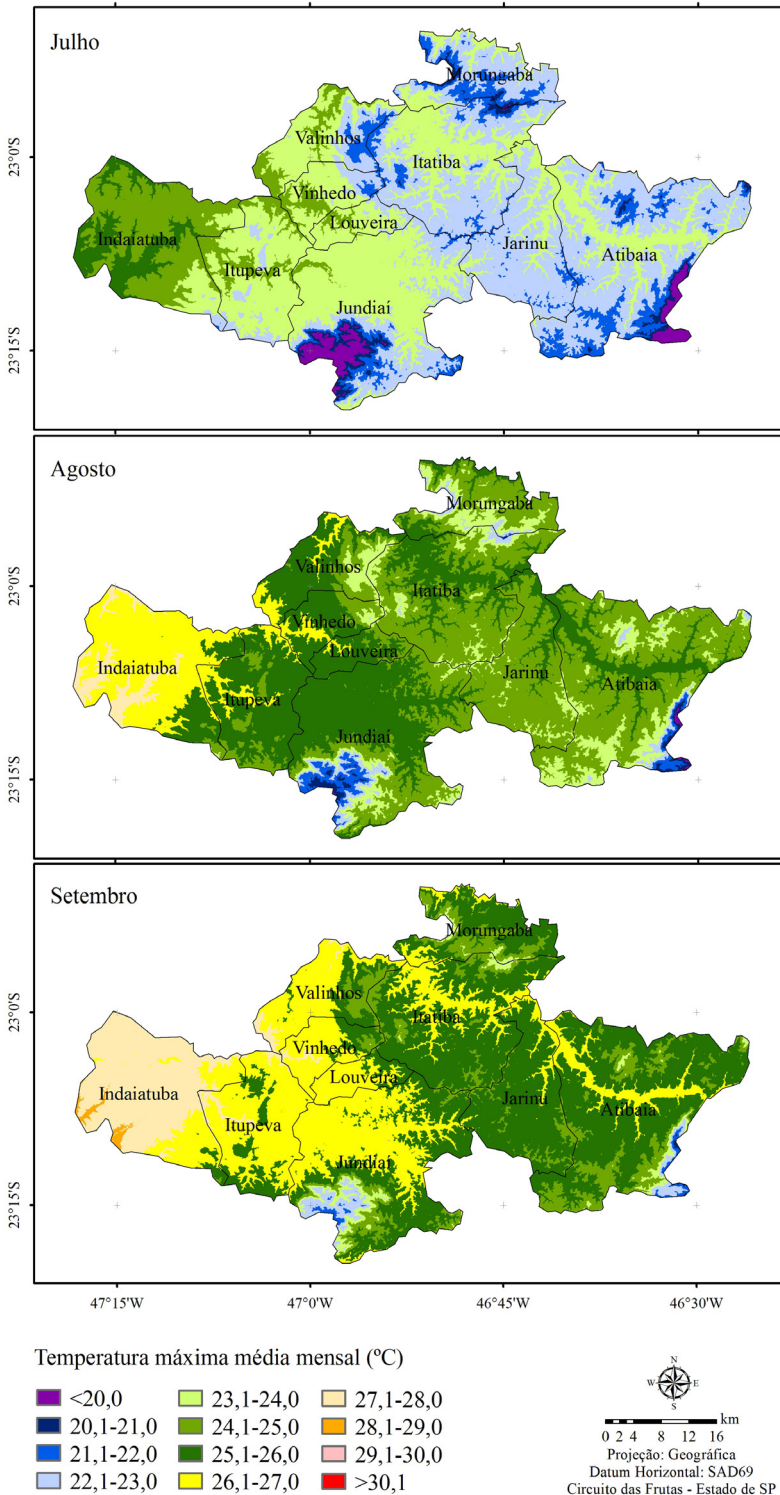 Julho
Morungaba
Valinhos
Itatiba
23°0'S
Vinhedo
Louveira
Indaiatuba
Itupeva
Jarinu
Atibaia
Jundiaí
23°15'S
Agosto
Morungaba
Valinhos
Itatiba
23°0'S
Vinhedo
Louveira
Indaiatuba
Itupeva
Jarinu
Atibaia
Jundiaí
23°15'S
Setembro
Morungaba
Valinhos
23°0'S
Itatiba
Vinhedo
Louveira
Indaiatuba
Itupeva
Jarinu
Atibaia
Jundiaí
23°15'S
47°15'W 47°0'W 46°45'W 46°30'W
Temperatura máxima média mensal (ºC)
<20,0 23,1-24,0 27,1-28,0
20,1-21,0 24,1-25,0 28,1-29,0
21,1-22,0 25,1-26,0 29,1-30,0
22,1-23,0 26,1-27,0 >30,1
N
W E
S
km
0 2 4 8 12 16
Projeção: Geográfica
Datum Horizontal: SAD69
Circuito das Frutas - Estado de SP